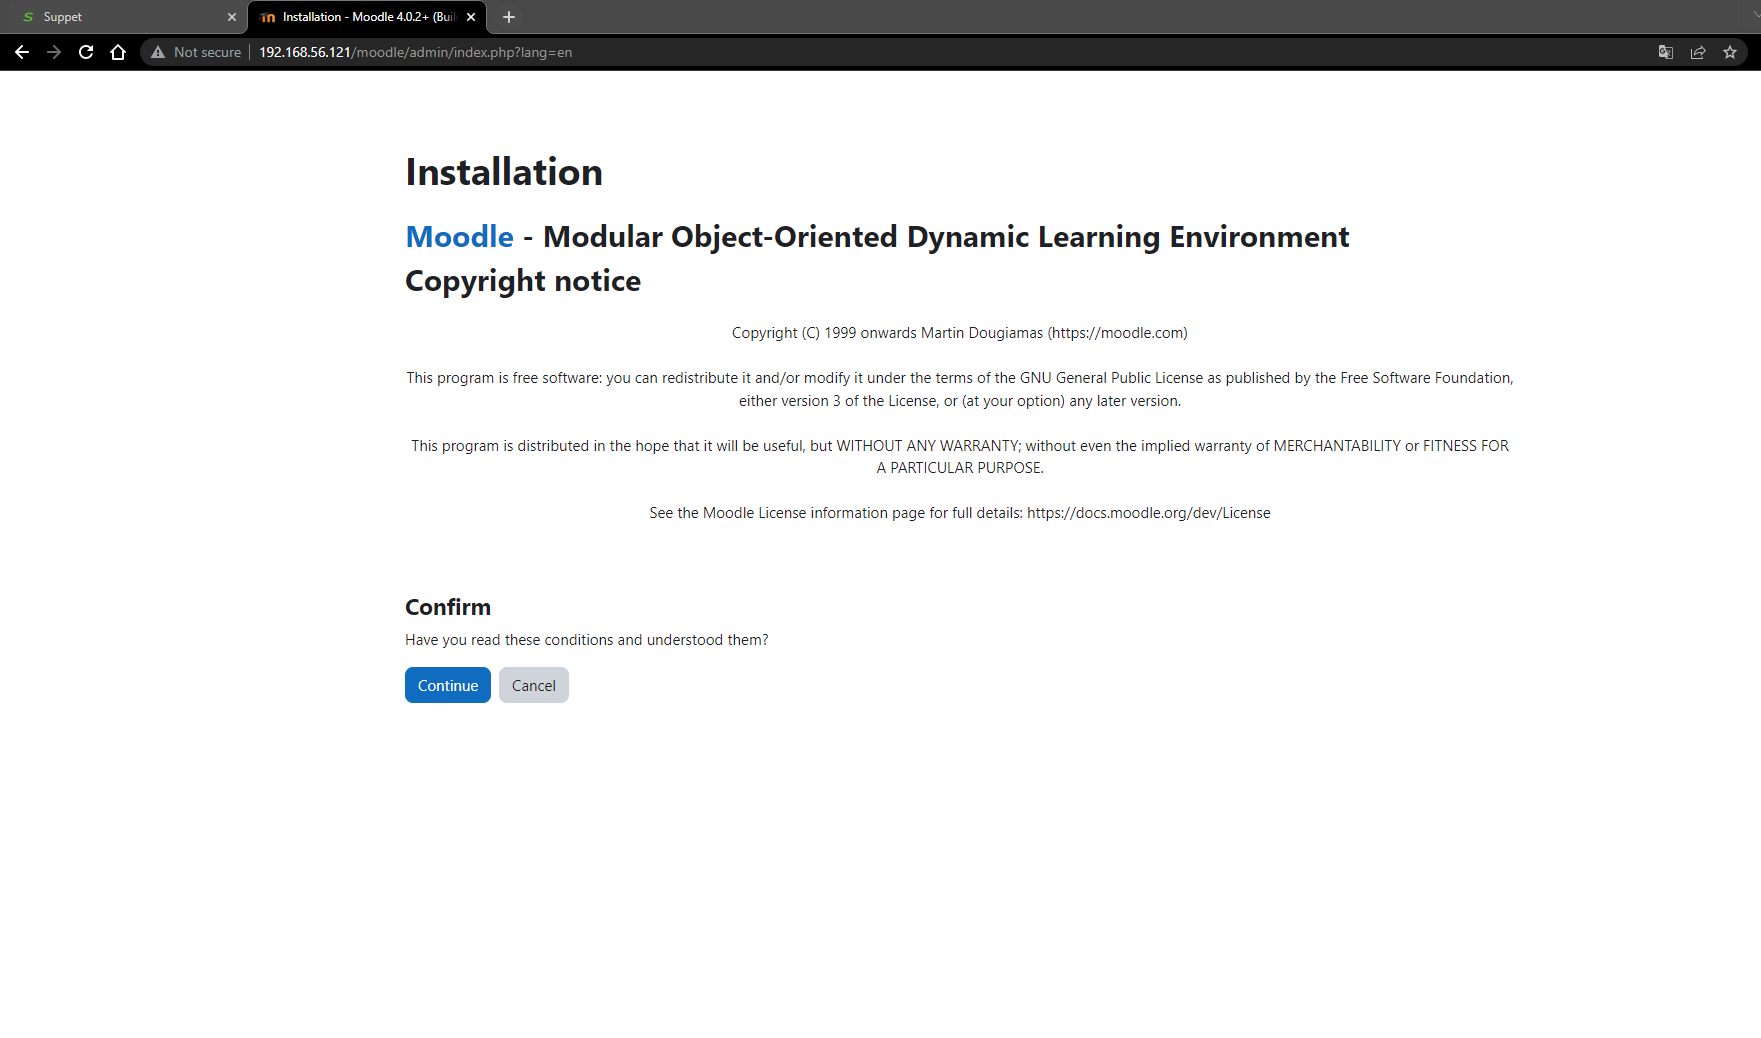 Suppet
Installation - Moodle 4.0.2+ (Buil
Not secure 192.168.56.121/moodle/admin/index.php?lang=en
Installation
Moodle - Modular Object-Oriented Dynamic Learning Environment
Copyright notice
Copyright (C) 1999 onwards Martin Dougiamas (https://moodle.com)
This program is free software: you can redistribute it and/or modify it under the terms of the GNU General Public License as published by the Free Software Foundation,
either version 3 of the License, or (at your option) any later version.
This program is distributed in the hope that it will be useful, but WITHOUT ANY WARRANTY; without even the implied warranty of MERCHANTABILITY or FITNESS FOR
A PARTICULAR PURPOSE.
See the Moodle License information page for full details: https://docs.moodle.org/dev/License
Confirm
Have you read these conditions and understood them?
Continue Cancel